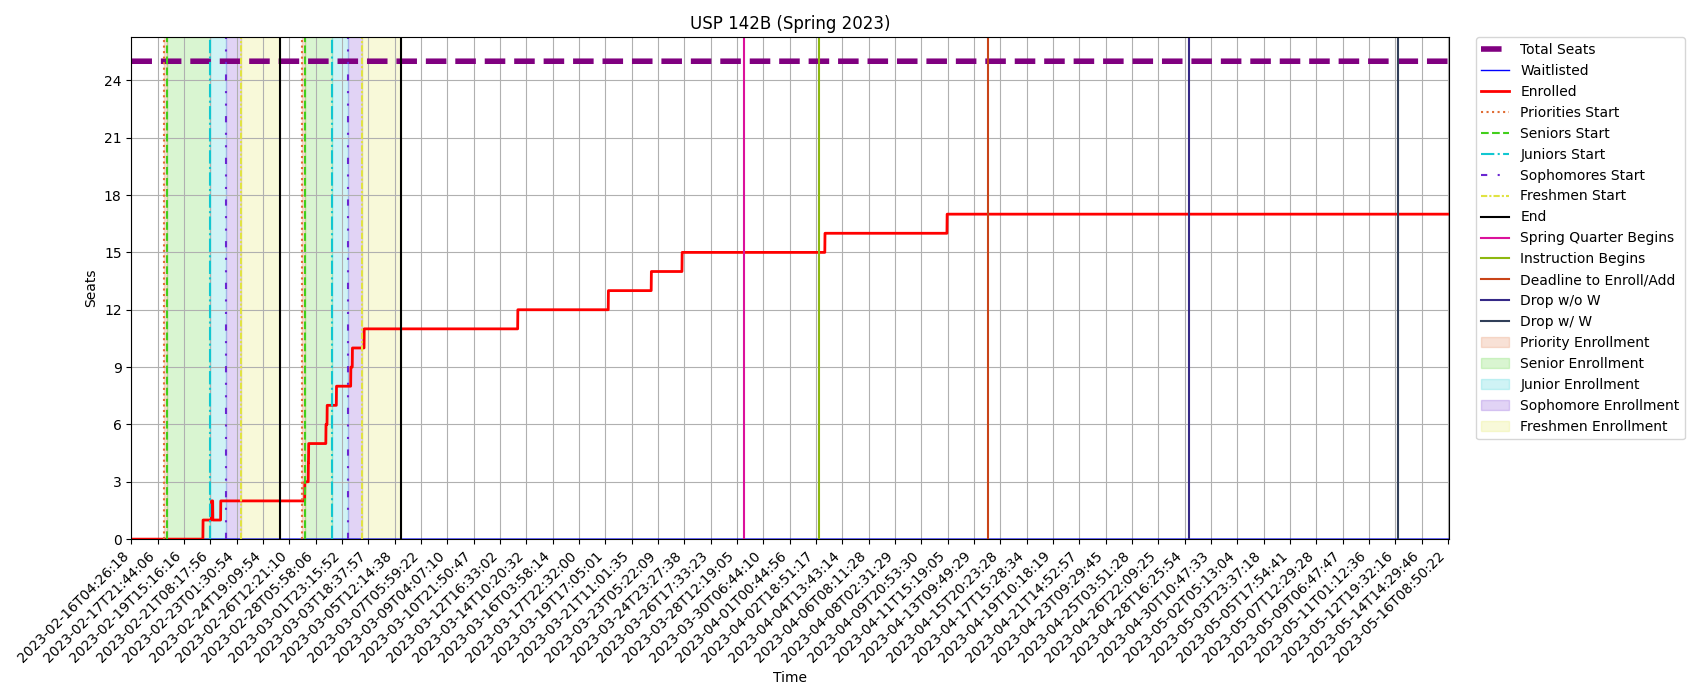 USP 142B (Spring 2023)
Total Seats
Waitlisted
Enrolled
Priorities Start
Seniors Start
Juniors Start
Sophomores Start
Freshmen Start
End
Spring Quarter Begins
Instruction Begins
Deadline to Enroll/Add
Drop w/o W
Drop w/ W
Priority Enrollment
Senior Enrollment
Junior Enrollment
Sophomore Enrollment
Freshmen Enrollment
Seats
24
21
18
15
12
9
6
3
0
2023-02-16T04:26:18
2023-02-17T21:44:06
2023-02-19T15:16:16
2023-02-21T08:17:56
2023-02-23T01:30:54
2023-02-24T19:09:54
2023-02-26T12:21:10
2023-02-28T05:58:06
2023-03-01T23:15:52
2023-03-03T18:37:57
2023-03-05T12:14:38
2023-03-07T05:59:22
2023-03-09T04:07:10
2023-03-10T21:50:47
2023-03-12T16:33:02
2023-03-14T10:20:32
2023-03-16T03:58:14
2023-03-17T22:32:00
2023-03-19T17:05:01
2023-03-21T11:01:35
2023-03-23T05:22:09
2023-03-24T23:27:38
2023-03-26T17:33:23
2023-03-28T12:19:05
2023-03-30T06:44:10
2023-04-01T00:44:56
2023-04-02T18:51:17
2023-04-04T13:43:14
2023-04-06T08:11:28
2023-04-08T02:31:29
2023-04-09T20:53:30
2023-04-11T15:19:05
2023-04-13T09:49:29
2023-04-15T20:23:28
2023-04-17T15:28:34
2023-04-19T10:18:19
2023-04-21T14:52:57
2023-04-23T09:29:45
2023-04-25T03:51:28
2023-04-26T22:09:23
2023-04-28T16:25:54
2023-04-30T10:47:33
2023-05-02T05:13:04
2023-05-03T23:37:18
2023-05-05T17:54:41
2023-05-07T12:29:28
2023-05-09T06:47:47
2023-05-11T01:12:36
2023-05-12T19:32:16
2023-05-14T14:29:46
2023-05-16T08:50:22
Time